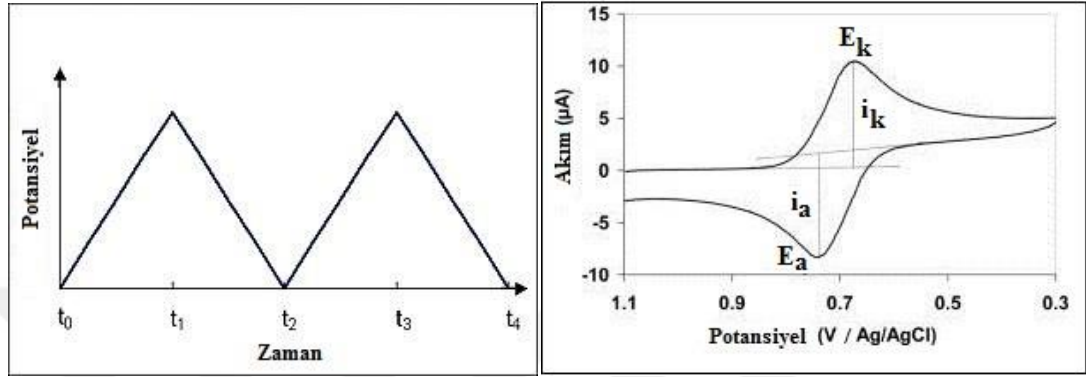 Potansiyel
t0 t1 t2 t3 t4
Zaman
Akım (µA)
15
10
5
0
-5
-10
Ek
ik
ia
Ea
1.1 0.9 0.7 0.5 0.3
Potansiyel (V / Ag/AgCl)